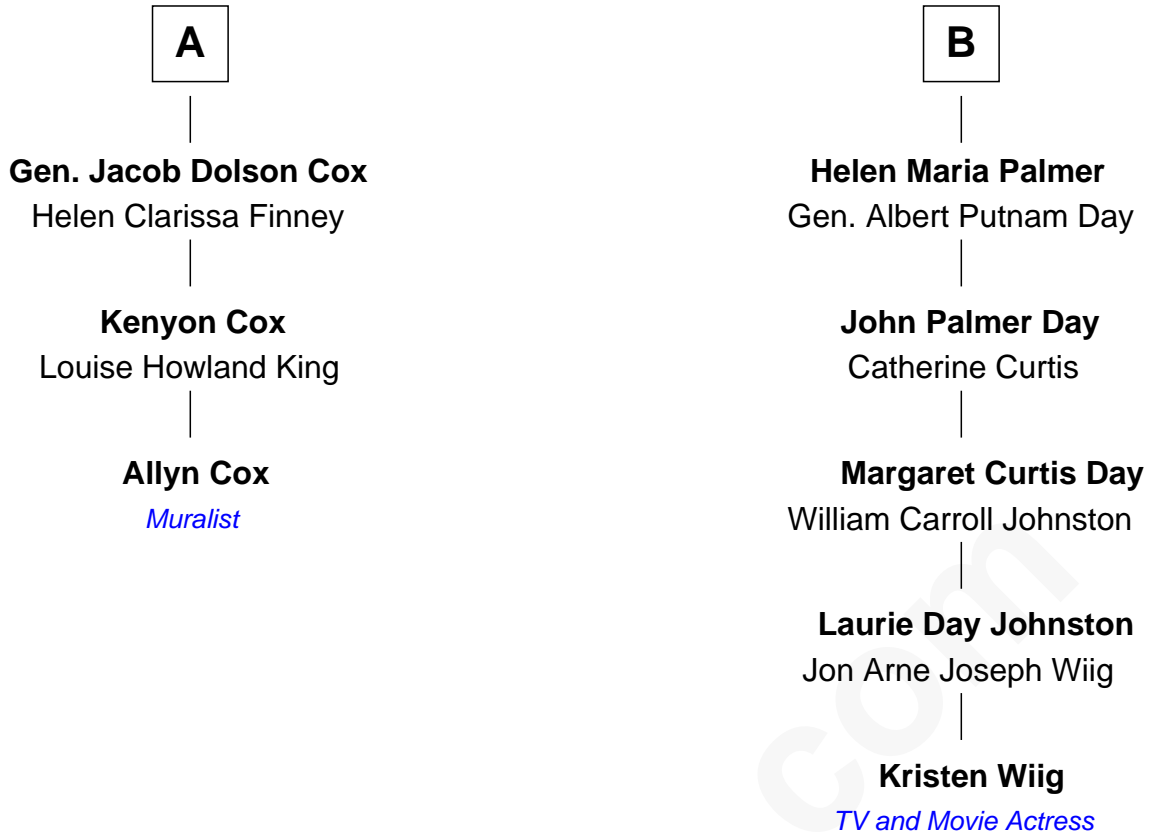 A
Gen. Jacob Dolson Cox
Helen Clarissa Finney
Kenyon Cox
Louise Howland King
Allyn Cox
Muralist
B
Helen Maria Palmer
Gen. Albert Putnam Day
John Palmer Day
Catherine Curtis
Margaret Curtis Day
William Carroll Johnston
Laurie Day Johnston
Jon Arne Joseph Wiig
Kristen Wiig
TV and Movie Actress
com